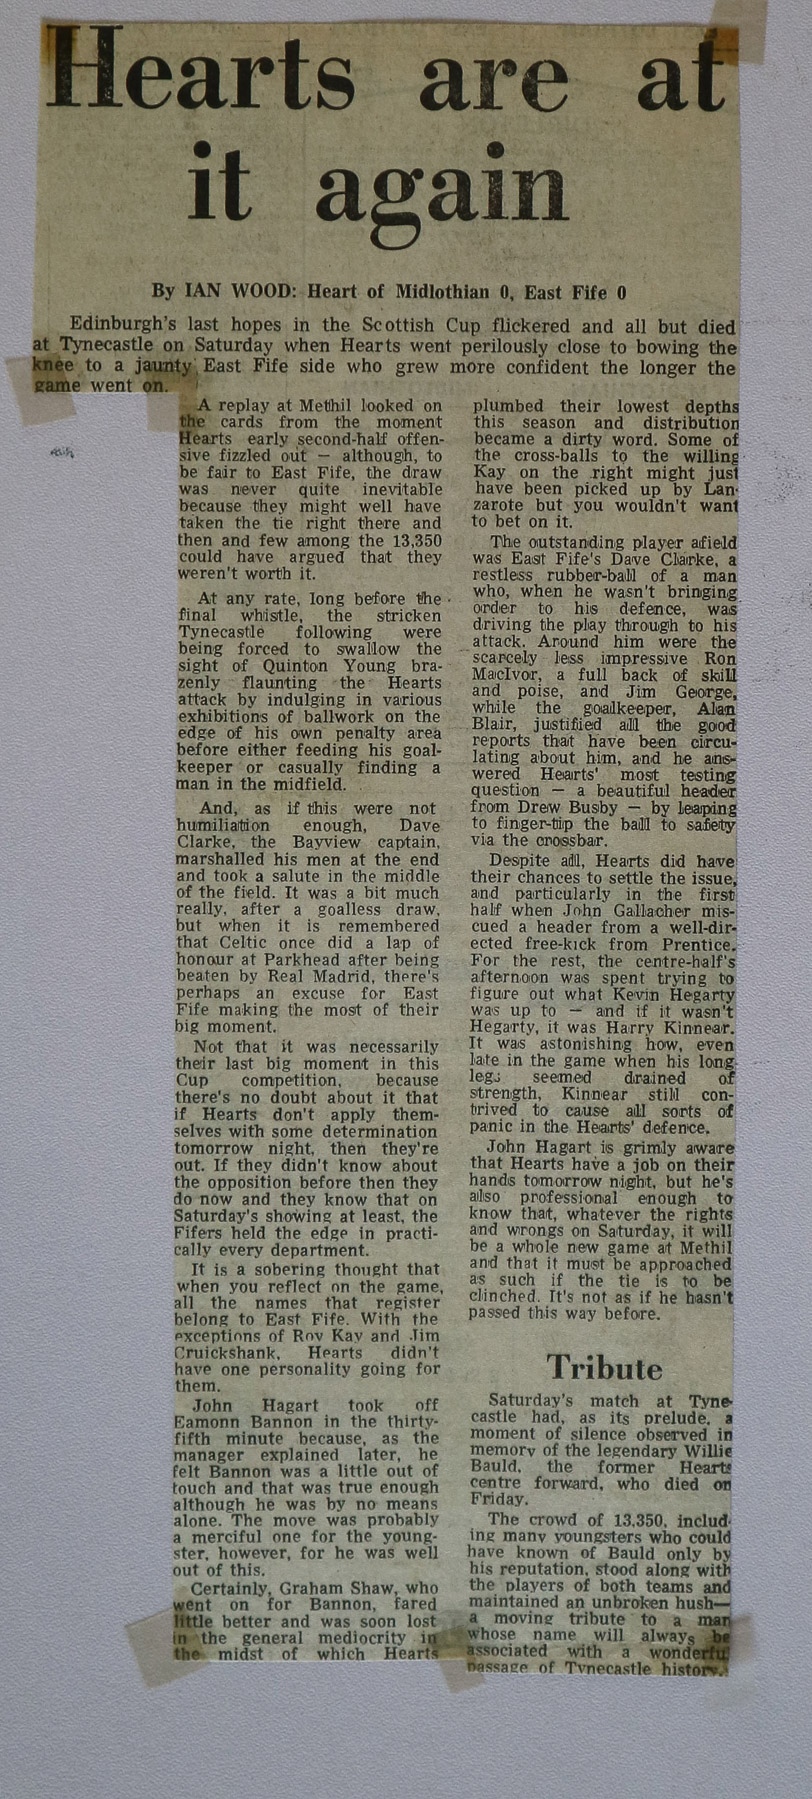 Hearts are at
it again
By IAN WOOD: Heart of Midlothian 0, East Fife 0
Edinburgh's last hopes in the Scottish Cup flickered and all but died
at Tynecastle on Saturday when Hearts went perilously close to bowing the
knee to a jaunty East Fife side who grew more confident the longer the
game went on.
A replay at Methil looked on
the cards from the moment
Hearts early second-half offen-
sive fizzled out — although, to
be fair to East Fife, the draw
was never quite inevitable
because they might well have
taken the tie right there and
then and few among the 13,350
could have argued that they
weren't worth it.
At any rate, long before the
final whistle, the stricken
Tynecastle following were
being forced to swallow the
sight of Quinton Young bra-
zenly flaunting the Hearts
attack by indulging in various
exhibitions of ballwork on the
edge of his own penalty area
before either feeding his goal-
keeper or casually finding a
man in the midfield.
And, as if this were not
humiliation enough, Dave
Clarke, the Bayview captain,
marshalled his men at the end
and took a salute in the middle
of the field. It was a bit much
really, after a goalless draw,
but when it is remembered
that Celtic once did a lap of
honour at Parkhead after being
beaten by Real Madrid, there's
perhaps an excuse for East
Fife making the most of their
big moment.
Not that it was necessarily
their last big moment in this
Cup competition, because
there's no doubt about it that
if Hearts don't apply them-
selves with some determination
tomorrow night, then they're
out. If they didn't know about
the opposition before then they
do now and they know that on
Saturday's showing at least, the
Fifers held the edge in practi-
cally every department.
It is a sobering thought that
when you reflect on the game,
all the names that register
belong to East Fife. With the
exceptions of Roy Kay and Jim
Cruickshank, Hearts didn't
have one personality going for
them.
John Hagart took off
Eamonn Bannon in the thirty-
fifth minute because, as the
manager explained later, he
felt Bannon was a little out of
touch and that was true enough
although he was by no means
alone. The move was probably
a merciful one for the young-
ster, however, for he was well
out of this.
Certainly, Graham Shaw, who
went on for Bannon, fared
little better and was soon lost
in the general mediocrity in
the midst of which Hearts
plumbed their lowest depths
this season and distribution
became a dirty word. Some of
the cross-balls to the willing
Kay on the right might just
have been picked up by Lan-
zarote but you wouldn't want
to bet on it.
The outstanding player afield
was East Fife's Dave Clarke, a
restless rubber-ball of a man
who, when he wasn't bringing
order to his defence, was
driving the play through to his
attack. Around him were the
scarcely less impressive Ron
MacIvor, a full back of skill
and poise, and Jim George,
while the goalkeeper, Alan
Blair, justified all the good
reports that have been circu-
lating about him, and he ans-
wered Hearts' most testing
question — a beautiful header
from Drew Busby — by leaping
to finger-tip the ball to safety
via the crossbar.
Despite all, Hearts did have
their chances to settle the issue,
and particularly in the first
half when John Gallacher mis-
cued a header from a well-dir-
ected free-kick from Prentice.
For the rest, the centre-half's
afternoon was spent trying to
figure out what Kevin Hegarty
was up to — and if it wasn't
Hegarty, it was Harry Kinnear.
It was astonishing how, even
late in the game when his long
legs seemed drained of
strength, Kinnear still con-
trived to cause all sorts of
panic in the Hearts' defence.
John Hagart is grimly aware
that Hearts have a job on their
hands tomorrow night, but he's
also professional enough to
know that, whatever the rights
and wrongs on Saturday, it will
be a whole new game at Methil
and that it must be approached
as such if the tie is to be
clinched. It's not as if he hasn't
passed this way before.
Tribute
Saturday's match at Tyne-
castle had, as its prelude, a
moment of silence observed in
memory of the legendary Willie
Bauld, the former Hearts
centre forward, who died on
Friday.
The crowd of 13,350, includ-
ing many youngsters who could
have known of Bauld only by
his reputation, stood along with
the players of both teams and
maintained an unbroken hush—
a moving tribute to a man
whose name will always be
associated with a wonderful
passage of Tynecastle history.